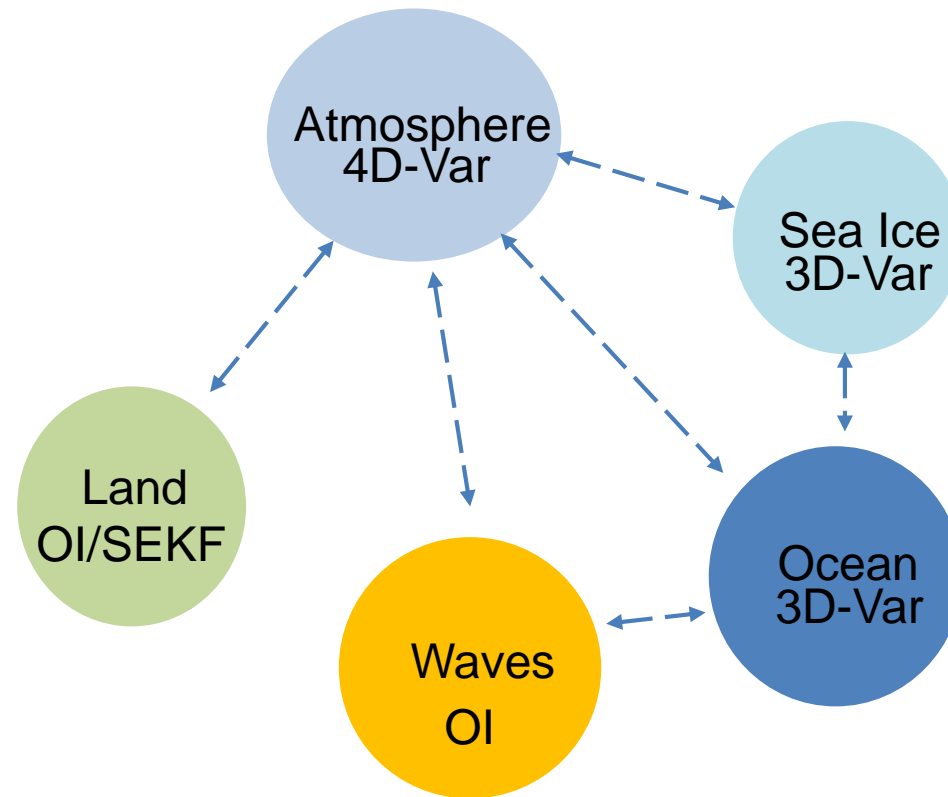 Atmosphere
4D-Var
Sea Ice
3D-Var
Land
OI/SEKF
Ocean
3D-Var
Waves
OI